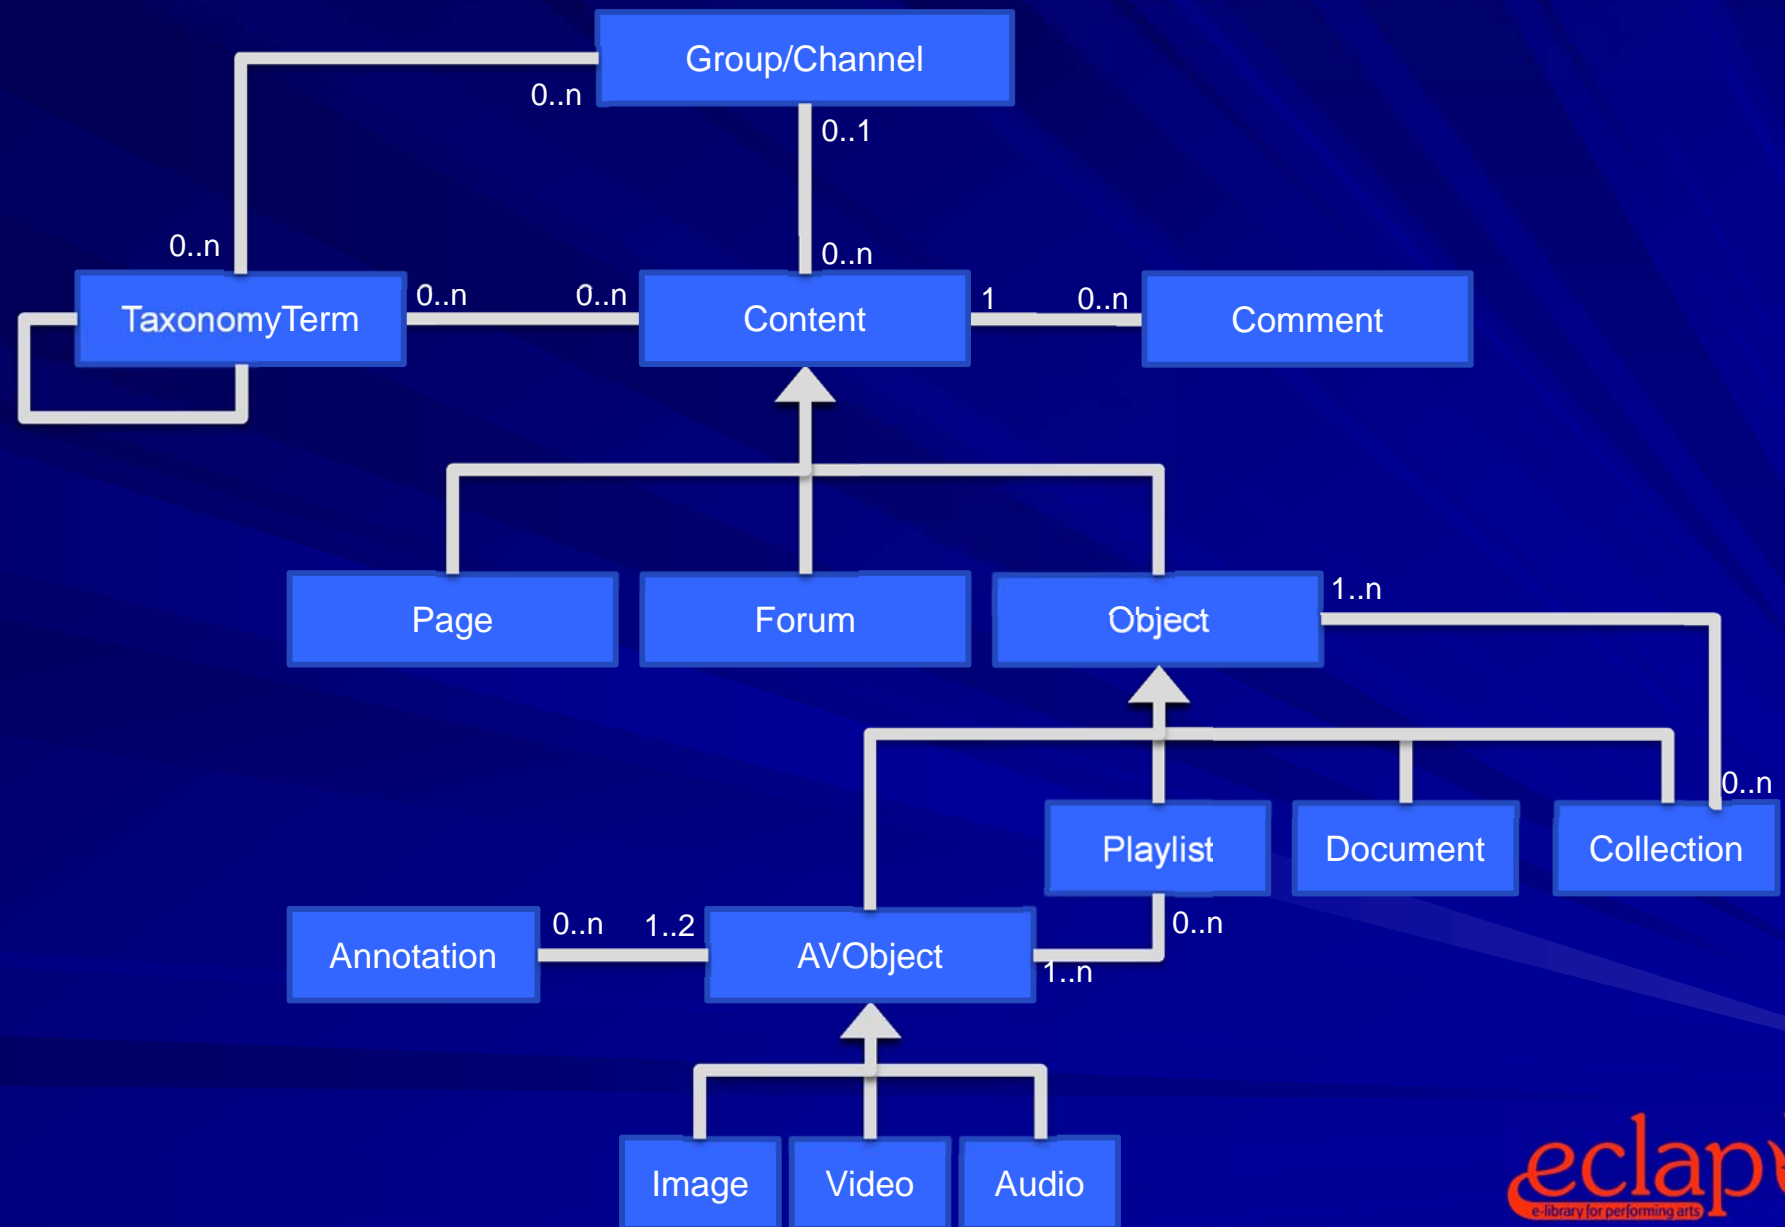 Group/Channel
0..n
0..1
0..n
0..n
TaxonomyTerm
0..n
0..n
Content
1
0..n
Comment
Page
Forum
Object
1..n
0..n
Playlist
Document
Collection
Annotation
0..n
1..2
AVObject
1..n
0..n
Image
Video
Audio
eclap
e-library for performing arts